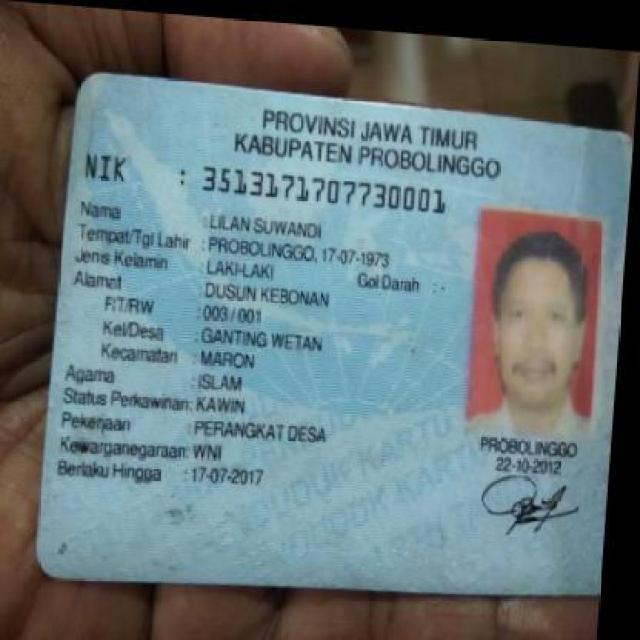 PROVINSI JAWA TIMUR
KABUPATEN PROBOLINGGO
NIK : 3513171707730001
Nama : LILAN SUWANDI
Tempat/Tgl Lahir : PROBOLINGGO, 17-07-1973
Jenis Kelamin : LAKI-LAKI Gol Darah : -
Alamat : DUSUN KEBONAN
RT/RW : 003 / 001
Kel/Desa : GANTING WETAN
Kecamatan : MARON
Agama : ISLAM
Status Perkawinan: KAWIN
Pekerjaan : PERANGKAT DESA
Kewarganegaraan: WNI
Berlaku Hingga : 17-07-2017
PROBOLINGGO
22-10-2012